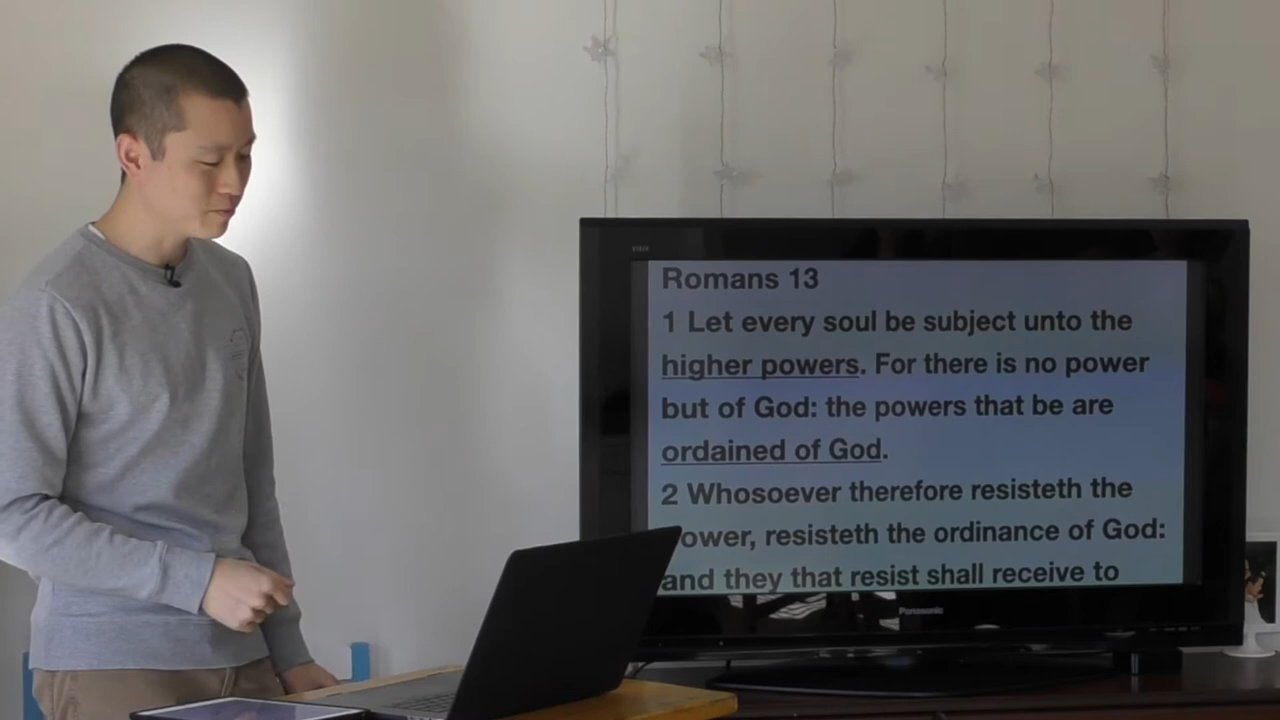 Romans 13
1 Let every soul be subject unto the
higher powers. For there is no power
but of God: the powers that be are
ordained of God.
2 Whosoever therefore resisteth the
ower, resisteth the ordinance of God:
and they that resist shall receive to
Panasonic